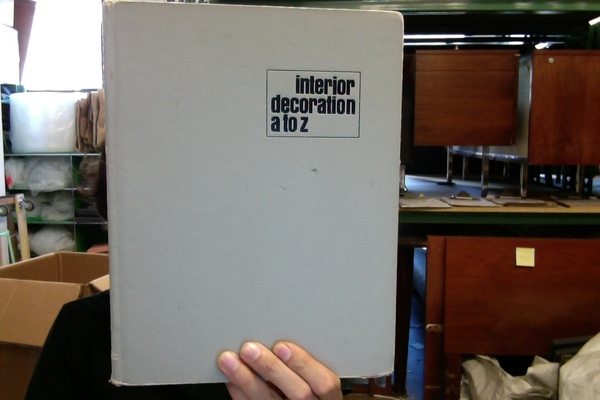 interior
decoration
a to z